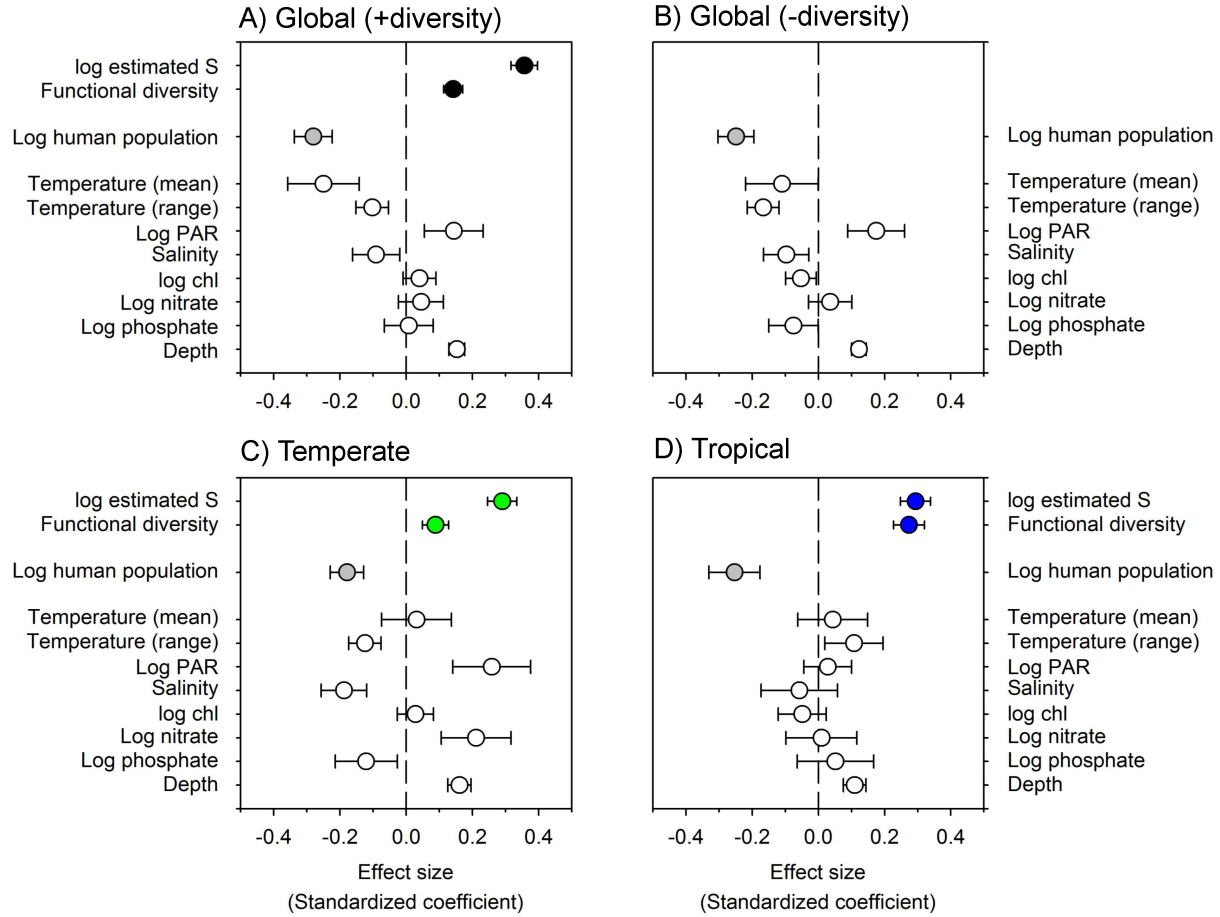 A) Global (+diversity)
B) Global (-diversity)
log estimated S
Functional diversity
Log human population
Temperature (mean)
Temperature (range)
Log PAR
Salinity
log chl
Log nitrate
Log phosphate
Depth
Log human population
Temperature (mean)
Temperature (range)
Log PAR
Salinity
log chl
Log nitrate
Log phosphate
Depth
-0.4 -0.2 0.0 0.2 0.4
-0.4 -0.2 0.0 0.2 0.4
C) Temperate
D) Tropical
log estimated S
Functional diversity
Log human population
Temperature (mean)
Temperature (range)
Log PAR
Salinity
log chl
Log nitrate
Log phosphate
Depth
log estimated S
Functional diversity
Log human population
Temperature (mean)
Temperature (range)
Log PAR
Salinity
log chl
Log nitrate
Log phosphate
Depth
-0.4 -0.2 0.0 0.2 0.4
-0.4 -0.2 0.0 0.2 0.4
Effect size
(Standardized coefficient)
Effect size
(Standardized coefficient)